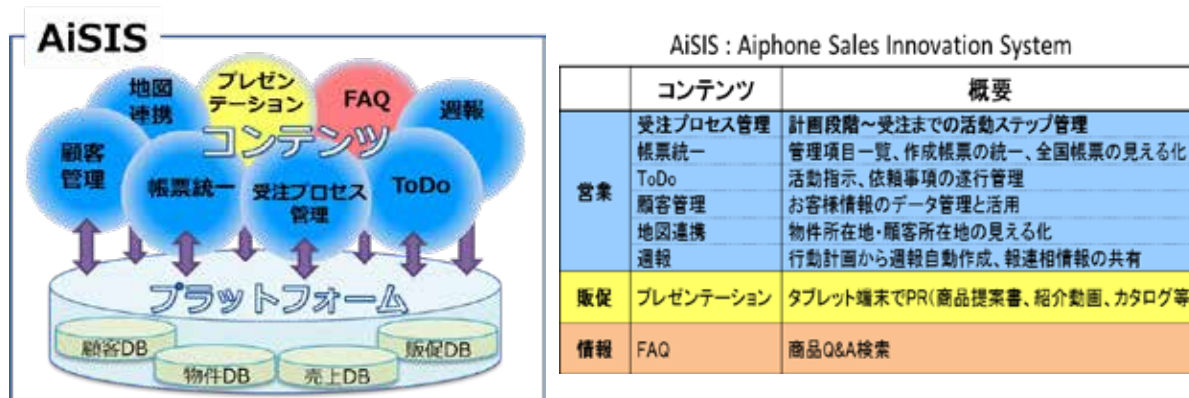 AiSIS
地図
連携
プレゼン
テーション
FAQ
週報
コンテンツ
顧客
管理
帳票統一
受注プロセス
管理
ToDo
プラットフォーム
顧客DB
物件DB
売上DB
販促DB
AiSIS : Aiphone Sales Innovation System
コンテンツ 概要
営業
受注プロセス管理 計画段階～受注までの活動ステップ管理
帳票統一 管理項目一覧、作成帳票の統一、全国帳票の見える化
ToDo 活動指示、依頼事項の遂行管理
顧客管理 お客様情報のデータ管理と活用
地図連携 物件所在地・顧客所在地の見える化
週報 行動計画から週報自動作成、報連相情報の共有
販促 プレゼンテーション タブレット端末でPR(商品提案書、紹介動画、カタログ等
情報 FAQ 商品Q&A検索